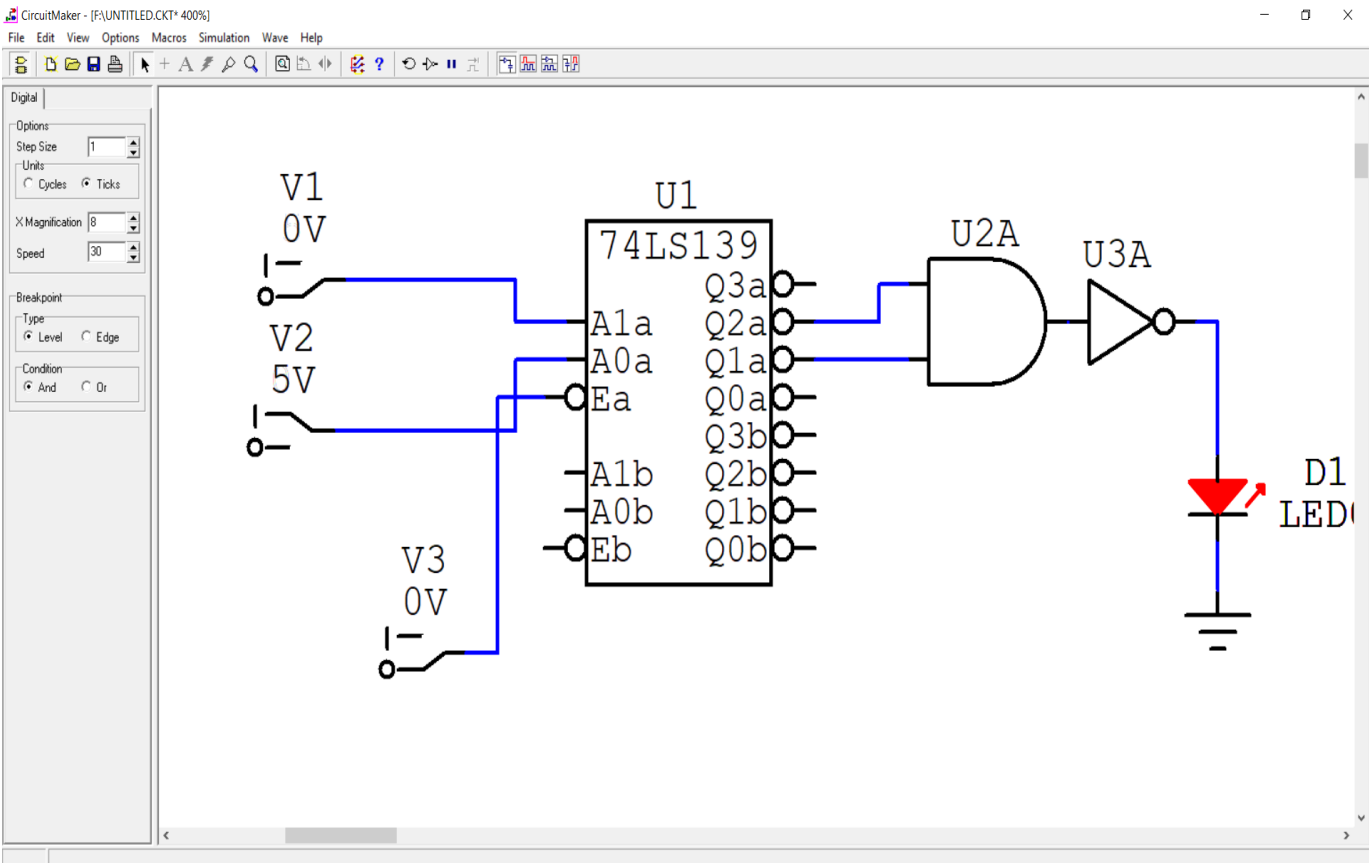 CircuitMaker - [F:\UNTITLED.CKT* 400%]
File Edit View Options Macros Simulation Wave Help
Digital
Options
Step Size 1
Units
Cycles Ticks
X Magnification 8
Speed 30
Breakpoint
Type
Level Edge
Condition
And Or
V1
0V
V2
5V
V3
0V
U1
74LS139
Q3a
A1a Q2a
A0a Q1a
Ea Q0a
Q3b
A1b Q2b
A0b Q1b
Eb Q0b
U2A
U3A
D1
LED